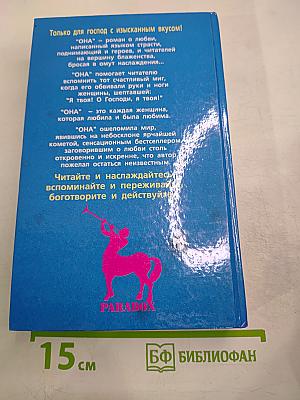 Только для господ с изысканным вкусом!
"ОНА" – роман о любви,
написанный языком страсти,
поднимающий и героев, и читателей
на вершину блаженства,
бросая в омут наслаждения...
"ОНА" помогает читателю
вспомнить тот счастливый миг,
когда его обвивали руки и ноги
женщины, шептавшей:
"Я твоя! О Господи, я твоя!"
"ОНА" – это каждая женщина,
которая любила и была любима.
"ОНА" ошеломила мир,
явившись на небосклоне ярчайшей
кометой, сенсационным бестселлером,
заговорившим о любви столь
откровенно и искренне, что автор
пожелал остаться неизвестным.
Читайте и наслаждайтесь,
вспоминайте и переживай
боготворите и действуй
PARADOX
15 см
БФ БИБЛИОФАН